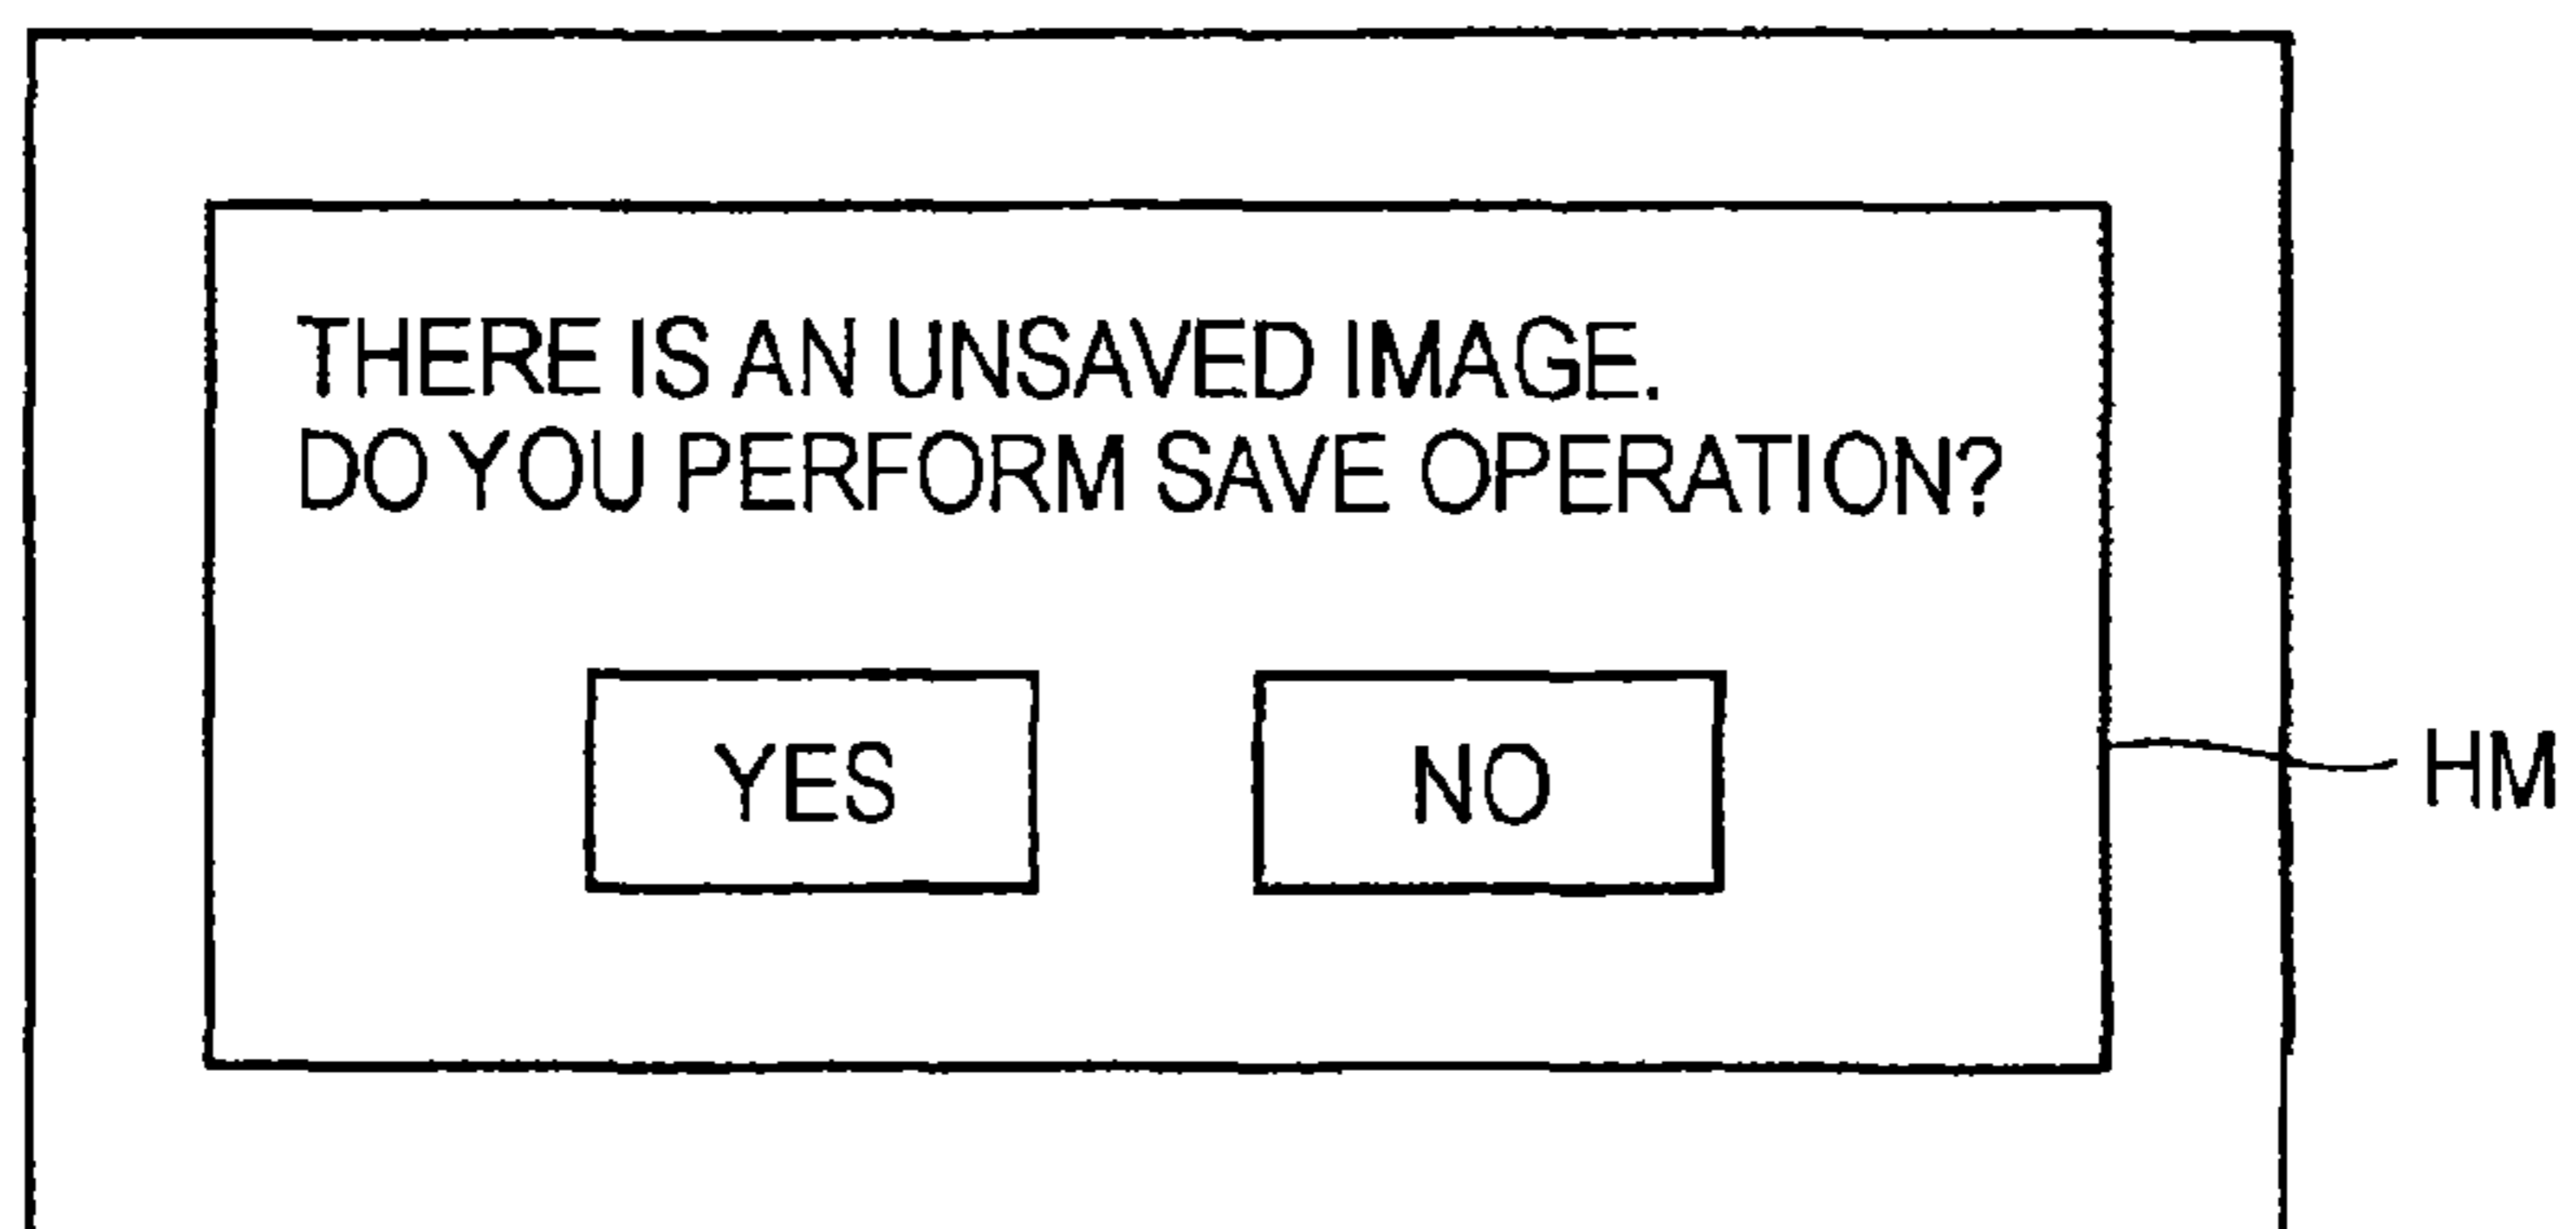 THERE IS AN UNSAVED IMAGE.
DO YOU PERFORM SAVE OPERATION?
YES NO
HM